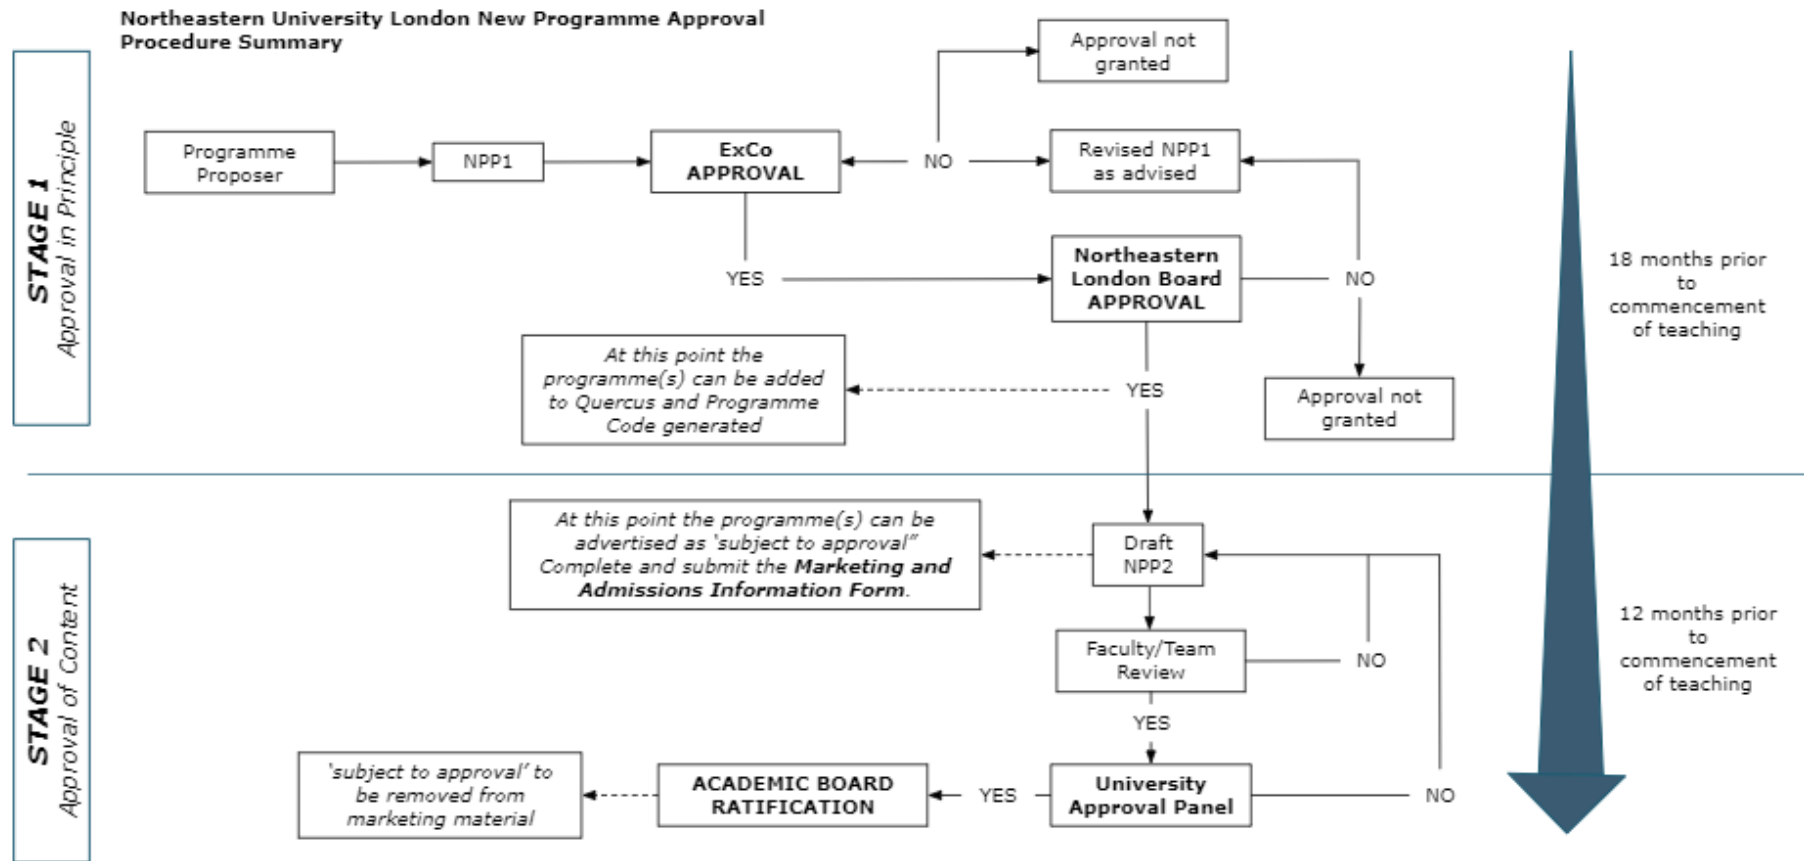 Northeastern University London New Programme Approval
Procedure Summary
STAGE 1
Approval in Principle
Approval not
granted
Programme
Proposer
NPP1
ExCo
APPROVAL
NO
Revised NPP1
as advised
YES
Northeastern
London Board
APPROVAL
NO
18 months prior
to
commencement
of teaching
At this point the
programme(s) can be added
to Quercus and Programme
Code generated
YES
Approval not
granted
STAGE 2
Approval of Content
At this point the programme(s) can be
advertised as ‘subject to approval”
Complete and submit the Marketing and
Admissions Information Form.
Draft
NPP2
Faculty/Team
Review
NO
12 months prior
to
commencement
of teaching
YES
‘subject to approval’ to
be removed from
marketing material
ACADEMIC BOARD
RATIFICATION
YES
University
Approval Panel
NO